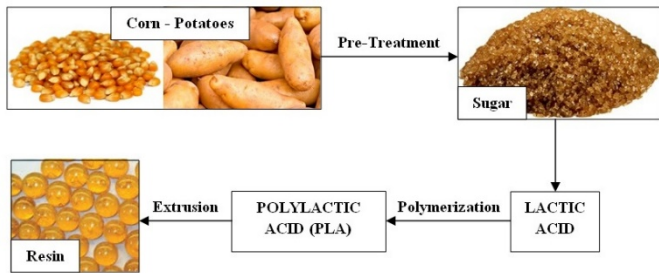 Corn - Potatoes
Pre-Treatment
Sugar
LACTIC
ACID
Polymerization
POLYLACTIC
ACID (PLA)
Extrusion
Resin